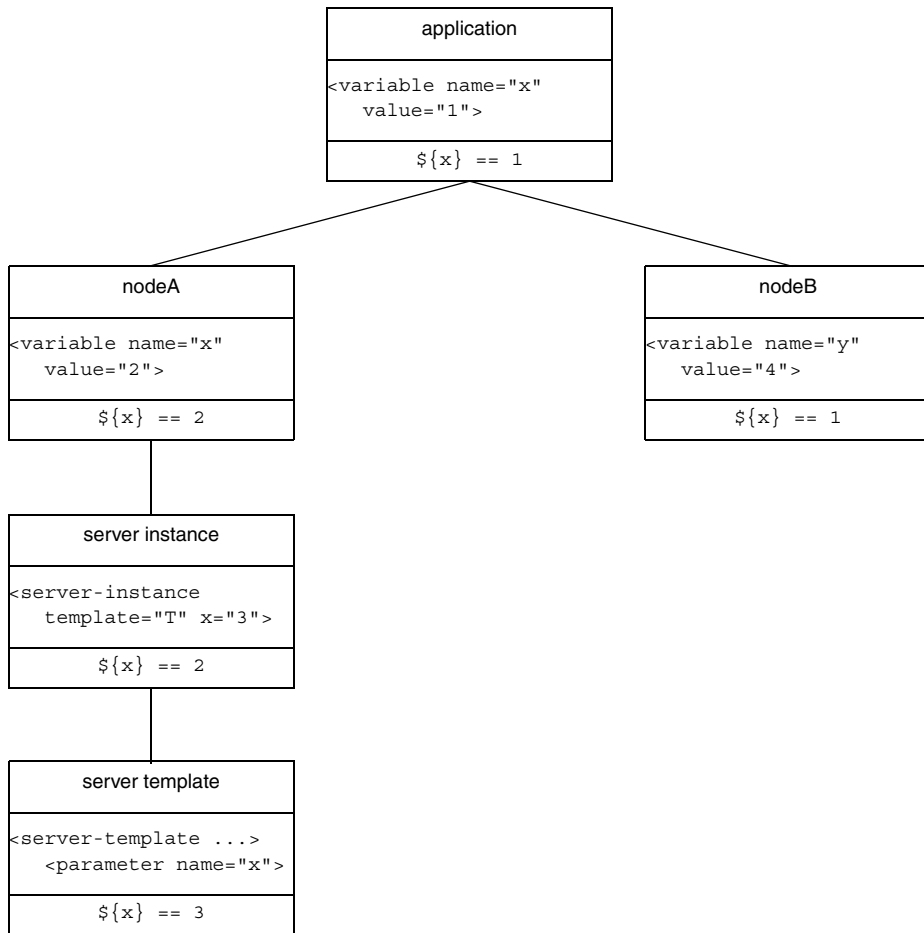 application
<variable name="x"
value="1">
${x} == 1
nodeA
<variable name="x"
value="2">
${x} == 2
nodeB
<variable name="y"
value="4">
${x} == 1
server instance
<server-instance
template="T" x="3">
${x} == 2
server template
<server-template ...>
<parameter name="x">
${x} == 3